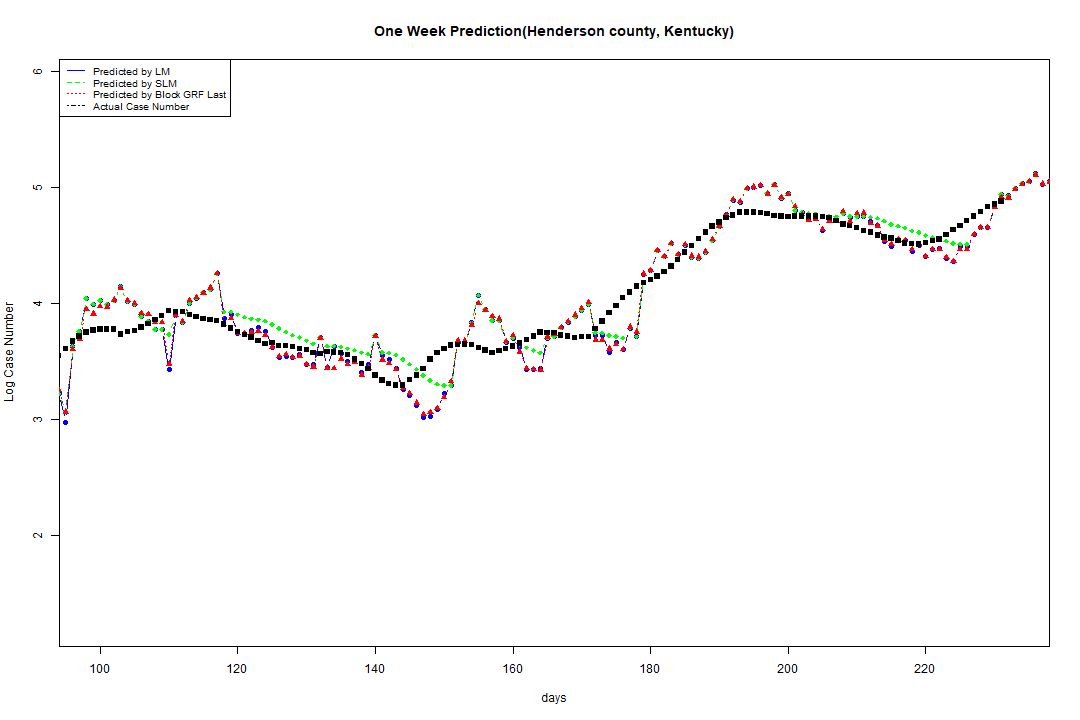 One Week Prediction(Henderson county, Kentucky)
Predicted by LM
Predicted by SLM
Predicted by Block GRF Last
Actual Case Number
6
5
4
3
2
Log Case Number
100 120 140 160 180 200 220
days